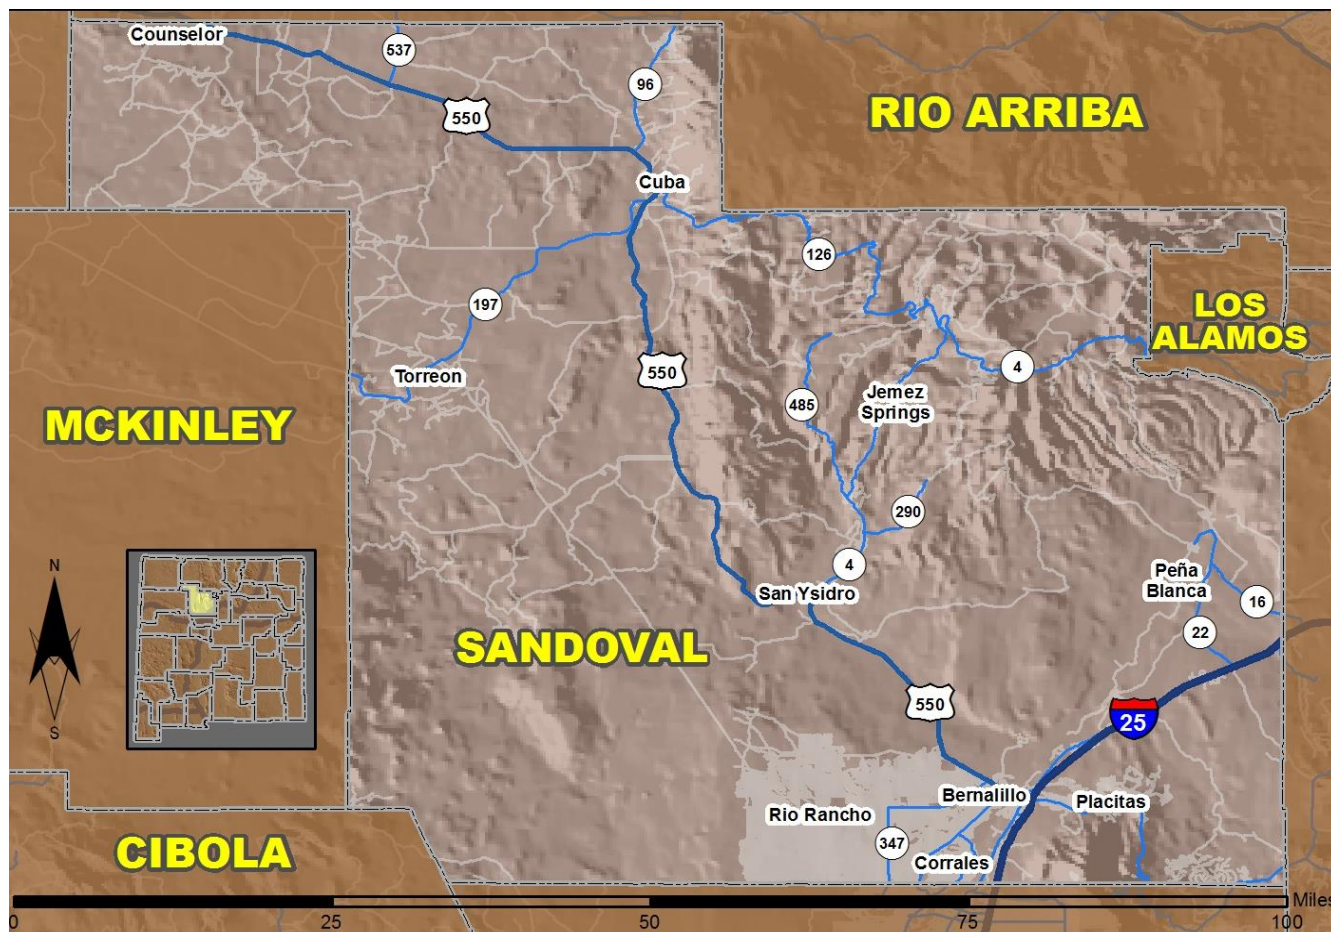 Counselor
537
96
550
RIO ARRIBA
Cuba
126
197
LOS
ALAMOS
550
4
Torreon
Jemez
Springs
485
MCKINLEY
290
N
4
Peña
Blanca
San Ysidro
16
22
SANDOVAL
550
25
S
Bernalillo
Placitas
Rio Rancho
347
Corrales
CIBOLA
Miles
0 25 50 75 100